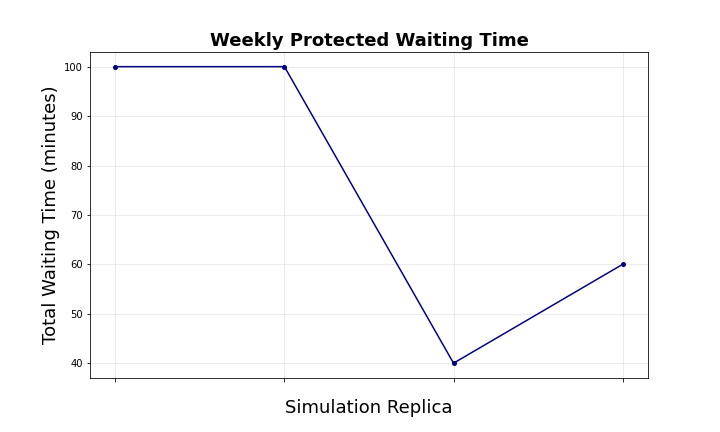 Weekly Protected Waiting Time
Total Waiting Time (minutes)
100
90
80
70
60
50
40
Simulation Replica